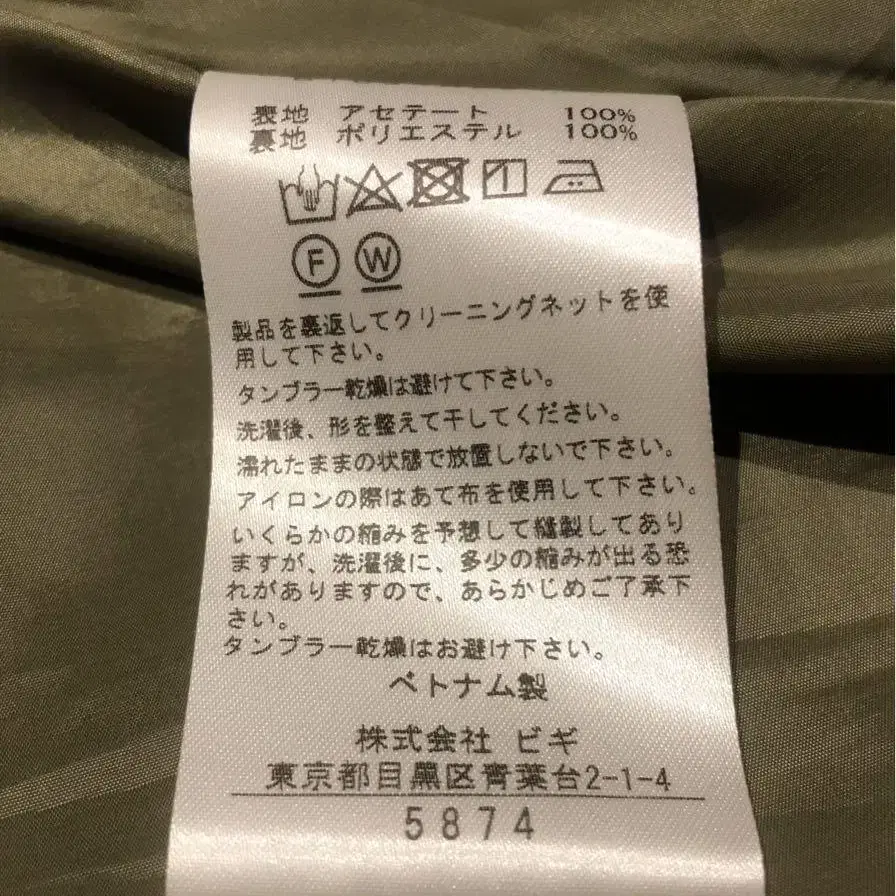 表地 アセテート 100%
裏地 ポリエステル 100%
F W
製品を裏返してクリーニングネットを使
用して下さい。
タンブラー乾燥は避けて下さい。
洗濯後、形を整えて干してください。
濡れたままの状態で放置しないで下さい。
アイロンの際はあて布を使用して下さい。
いくらかの縮みを予想して縫製してあり
ますが、洗濯後に、多少の縮みが出る恐
れがありますので、あらかじめご了承下
さい。
タンブラー乾燥はお避け下さい。
ベトナム製
株式会社 ビギ
東京都目黒区青葉台2-1-4
5874